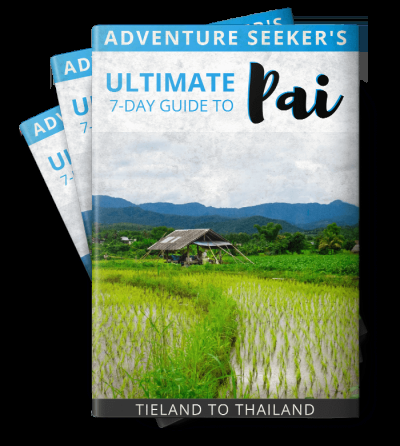 ADVENTURE SEEKER'S
ULTIMATE
7-DAY GUIDE TO
Pai
TIELAND TO THAILAND